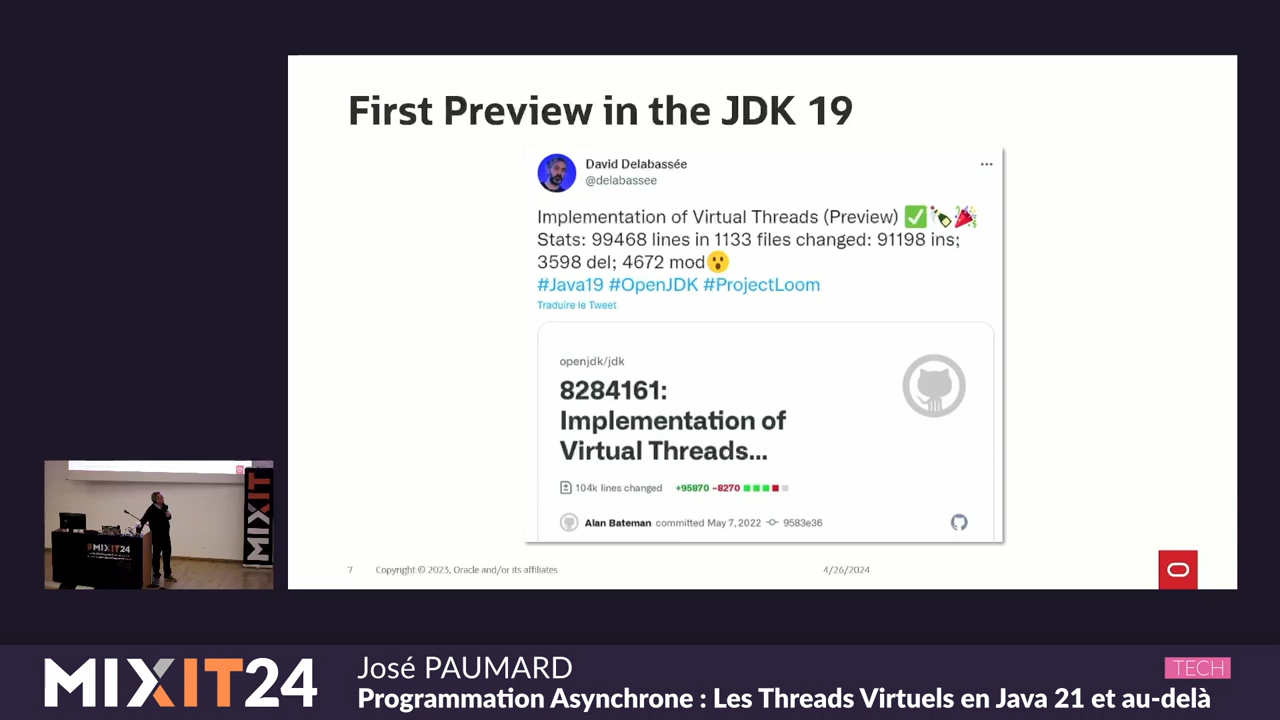 First Preview in the JDK 19
David Delabassée
@delabassee
Implementation of Virtual Threads (Preview) ✅🍾🎉
Stats: 99468 lines in 1133 files changed: 91198 ins;
3598 del; 4672 mod😮
#Java19 #OpenJDK #ProjectLoom
Traduire le Tweet
openjdk/jdk
8284161:
Implementation of
Virtual Threads...
104k lines changed +95870 −8270
Alan Bateman committed May 7, 2022 9583e36
7 Copyright © 2023, Oracle and/or its affiliates 4/26/2024
#MIXIT24
MIXIT
MIXIT24
José PAUMARD
TECH
Programmation Asynchrone : Les Threads Virtuels en Java 21 et au-delà